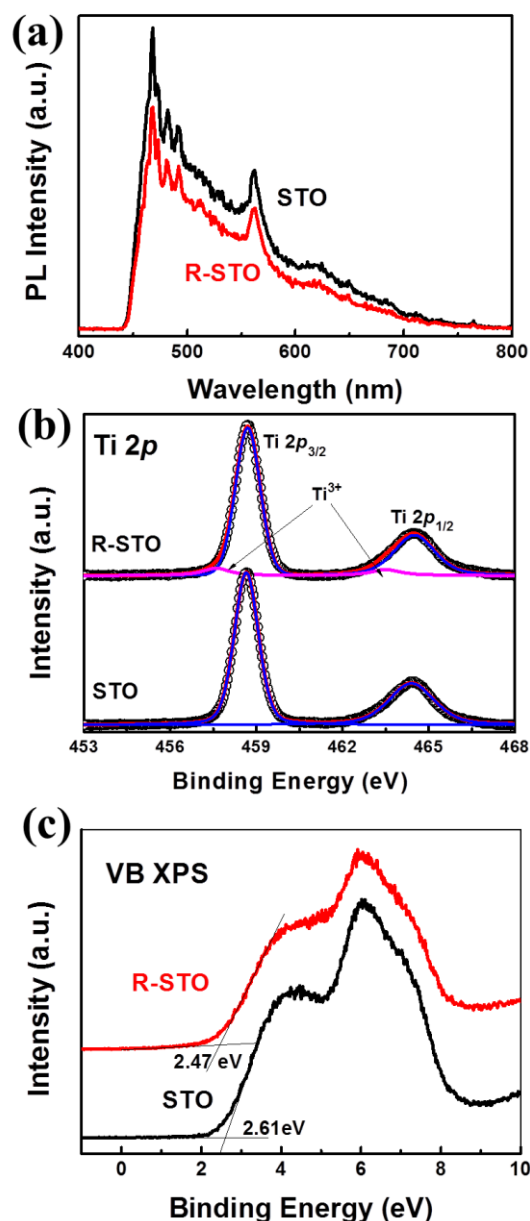 (a)
PL Intensity (a.u.)
STO
R-STO
400 500 600 700 800
Wavelength (nm)
(b)
Ti 2p
Ti 2p3/2
Ti3+
Ti 2p1/2
R-STO
STO
Intensity (a.u.)
453 456 459 462 465 468
Binding Energy (eV)
(c)
VB XPS
R-STO
2.47 eV
STO
2.61eV
Intensity (a.u.)
0 2 4 6 8 10
Binding Energy (eV)